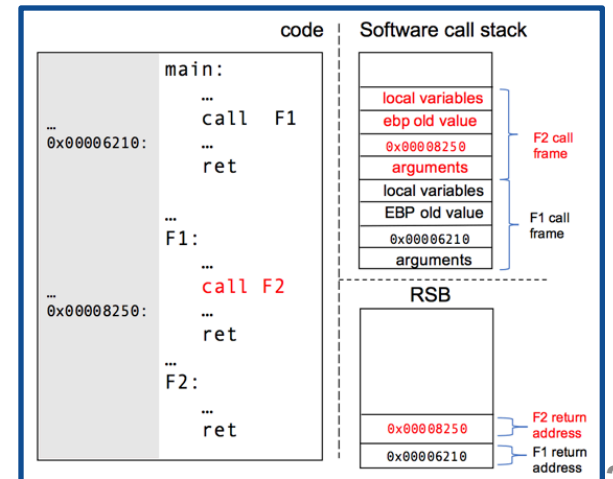 code
main:
…
call F1
…
0x00006210: …
ret
…
F1:
…
call F2
…
0x00008250: …
ret
…
F2:
…
ret
Software call stack
local variables
ebp old value
0x00008250
arguments
F2 call
frame
local variables
EBP old value
0x00006210
arguments
F1 call
frame
RSB
0x00008250
F2 return
address
0x00006210
F1 return
address